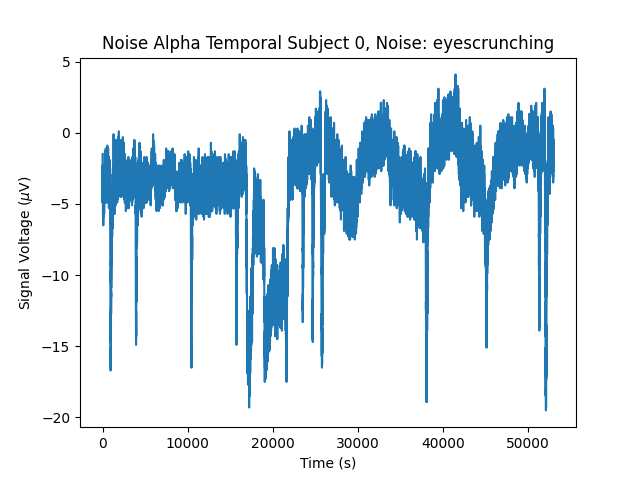 Noise Alpha Temporal Subject 0, Noise: eyescrunching
5
0
−5
−10
−15
−20
Signal Voltage (μV)
0 10000 20000 30000 40000 50000
Time (s)